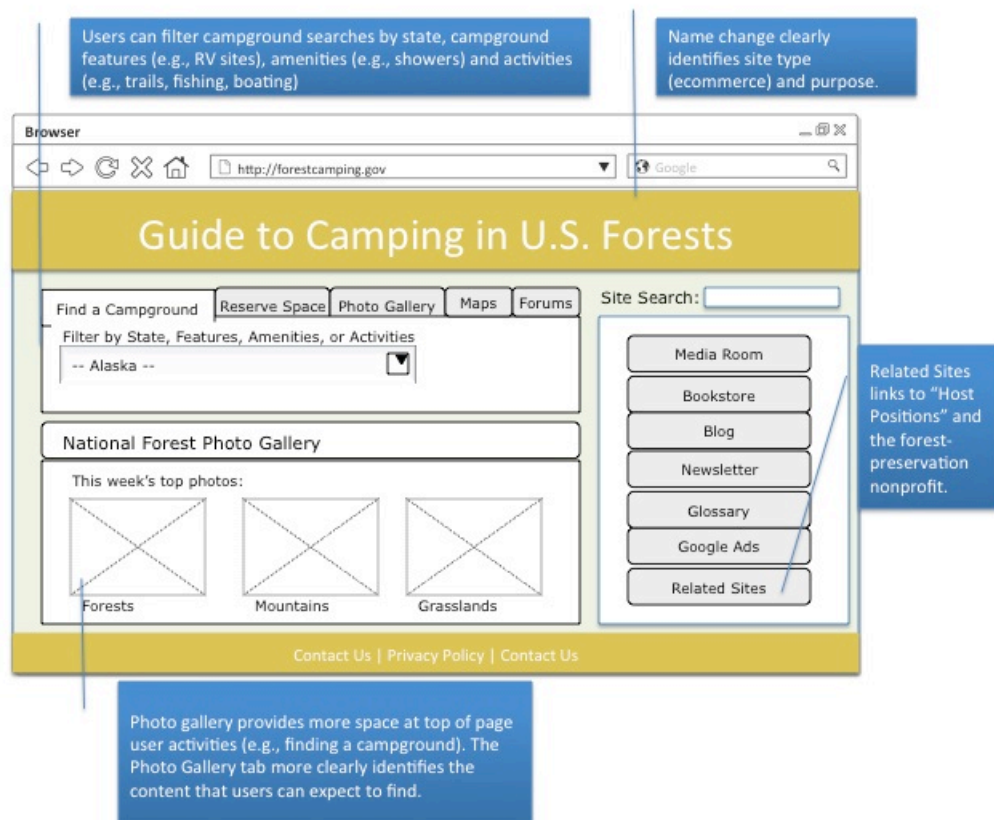 Users can filter campground searches by state, campground
features (e.g., RV sites), amenities (e.g., showers) and activities
(e.g., trails, fishing, boating)
Name change clearly
identifies site type
(ecommerce) and purpose.
Browser
http://forestcamping.gov
Google
Guide to Camping in U.S. Forests
Find a Campground
Reserve Space
Photo Gallery
Maps
Forums
Site Search:
Filter by State, Features, Amenities, or Activities
-- Alaska --
National Forest Photo Gallery
This week's top photos:
Forests
Mountains
Grasslands
Media Room
Bookstore
Blog
Newsletter
Glossary
Google Ads
Related Sites
Related Sites
links to “Host
Positions” and
the forest-
preservation
nonprofit.
Contact Us | Privacy Policy | Contact Us
Photo gallery provides more space at top of page
user activities (e.g., finding a campground). The
Photo Gallery tab more clearly identifies the
content that users can expect to find.